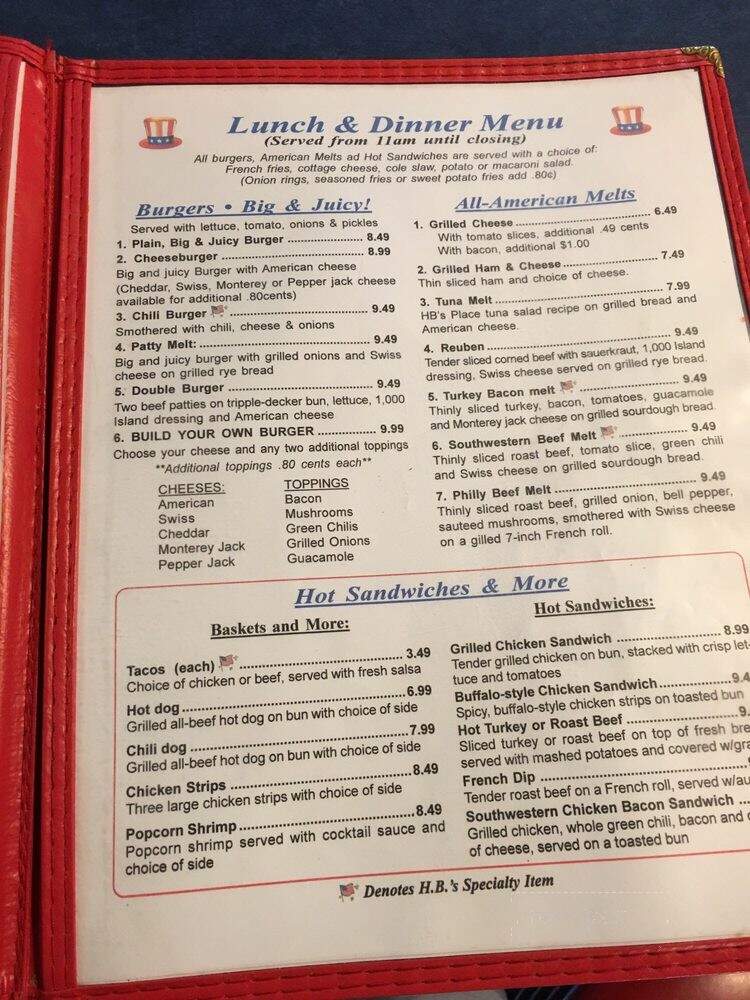 Lunch & Dinner Menu
(Served from 11am until closing)
All burgers, American Melts ad Hot Sandwiches are served with a choice of:
French fries, cottage cheese, cole slaw, potato or macaroni salad.
(Onion rings, seasoned fries or sweet potato fries add .80¢)
Burgers • Big & Juicy!
Served with lettuce, tomato, onions & pickles
1. Plain, Big & Juicy Burger .................. 8.49
2. Cheeseburger .................................. 8.99
Big and juicy Burger with American cheese
(Cheddar, Swiss, Monterey or Pepper jack cheese
available for additional .80cents)
3. Chili Burger .................................. 9.49
Smothered with chili, cheese & onions
4. Patty Melt: .................................. 9.49
Big and juicy burger with grilled onions and Swiss
cheese on grilled rye bread
5. Double Burger .................................. 9.49
Two beef patties on tripple-decker bun, lettuce, 1,000
Island dressing and American cheese
6. BUILD YOUR OWN BURGER .............. 9.99
Choose your cheese and any two additional toppings
**Additional toppings .80 cents each**
CHEESES:
American
Swiss
Cheddar
Monterey Jack
Pepper Jack
TOPPINGS
Bacon
Mushrooms
Green Chilis
Grilled Onions
Guacamole
All-American Melts
1. Grilled Cheese .................................. 6.49
With tomato slices, additional .49 cents
With bacon, additional $1.00
2. Grilled Ham & Cheese .......................... 7.49
Thin sliced ham and choice of cheese.
3. Tuna Melt .................................. 7.99
HB's Place tuna salad recipe on grilled bread and
American cheese.
4. Reuben .................................. 9.49
Tender sliced corned beef with sauerkraut, 1,000 Island
dressing, Swiss cheese served on grilled rye bread.
5. Turkey Bacon melt .......................... 9.49
Thinly sliced turkey, bacon, tomatoes, guacamole
and Monterey jack cheese on grilled sourdough bread.
6. Southwestern Beef Melt .................. 9.49
Thinly sliced roast beef, tomato slice, green chili
and Swiss cheese on grilled sourdough bread.
7. Philly Beef Melt .................................. 9.49
Thinly sliced roast beef, grilled onion, bell pepper,
sauteed mushrooms, smothered with Swiss cheese
on a gilled 7-inch French roll.
Hot Sandwiches & More
Baskets and More:
Tacos (each) .................................. 3.49
Choice of chicken or beef, served with fresh salsa
Hot dog .................................. 6.99
Grilled all-beef hot dog on bun with choice of side
Chili dog .................................. 7.99
Grilled all-beef hot dog on bun with choice of side
Chicken Strips .................................. 8.49
Three large chicken strips with choice of side
Popcorn Shrimp .................................. 8.49
Popcorn shrimp served with cocktail sauce and
choice of side
Hot Sandwiches:
Grilled Chicken Sandwich .................. 8.99
Tender grilled chicken on bun, stacked with crisp let-
tuce and tomatoes
Buffalo-style Chicken Sandwich .............. 9.4
Spicy, buffalo-style chicken strips on toasted bun
Hot Turkey or Roast Beef .................. 9.
Sliced turkey or roast beef on top of fresh bre
served with mashed potatoes and covered w/gra
French Dip ..................................
Tender roast beef on a French roll, served w/au
Southwestern Chicken Bacon Sandwich ...
Grilled chicken, whole green chili, bacon and
of cheese, served on a toasted bun
Denotes H.B.'s Specialty Item